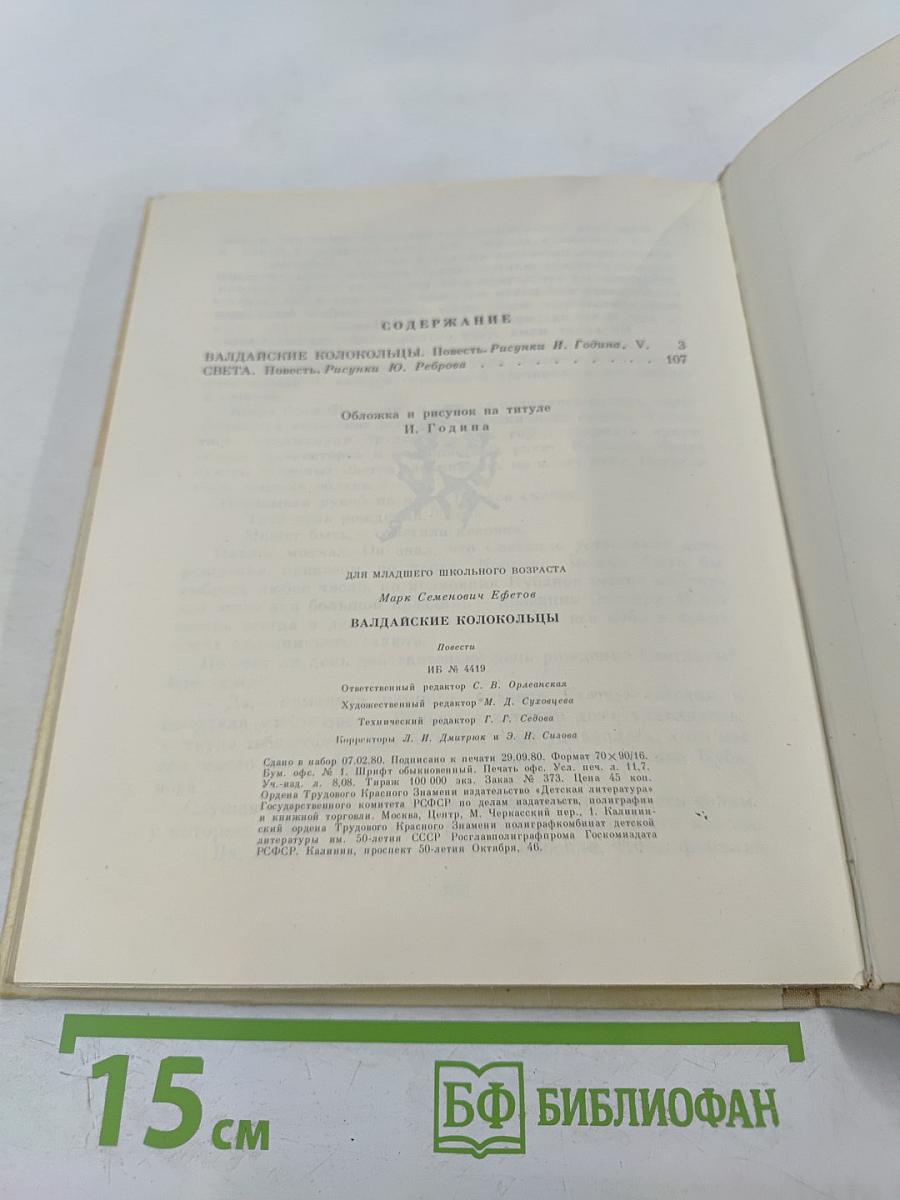 СОДЕРЖАНИЕ
ВАЛДАЙСКИЕ КОЛОКОЛЬЦЫ. Повесть. Рисунки И. Година. V. 3
СВЕТА. Повесть. Рисунки Ю. Реброва . . . . . . . . . . 107
Обложка и рисунок на титуле
И. Година
ДЛЯ МЛАДШЕГО ШКОЛЬНОГО ВОЗРАСТА
Марк Семенович Ефетов
ВАЛДАЙСКИЕ КОЛОКОЛЬЦЫ
Повести
ИБ № 4419
Ответственный редактор С. В. Орлеанская
Художественный редактор М. Д. Суховцева
Технический редактор Г. Г. Седова
Корректоры Л. И. Дмитрюк и Э. Н. Сизова
Сдано в набор 07.02.80. Подписано к печати 29.09.80. Формат 70×90/16.
Бум. офс. № 1. Шрифт обыкновенный. Печать офс. Усл. печ. л. 11,7.
Уч.-изд. л. 8,08. Тираж 100 000 экз. Заказ № 373. Цена 45 коп.
Ордена Трудового Красного Знамени издательство «Детская литература»
Государственного комитета РСФСР по делам издательств, полиграфии
и книжной торговли. Москва, Центр, М. Черкасский пер., 1. Калинин-
ский ордена Трудового Красного Знамени полиграфкомбинат детской
литературы им. 50-летия СССР Росглавполиграфпрома Госкомиздата
РСФСР. Калинин, проспект 50-летия Октября, 46.
15 см
БФ БИБЛИОФАН